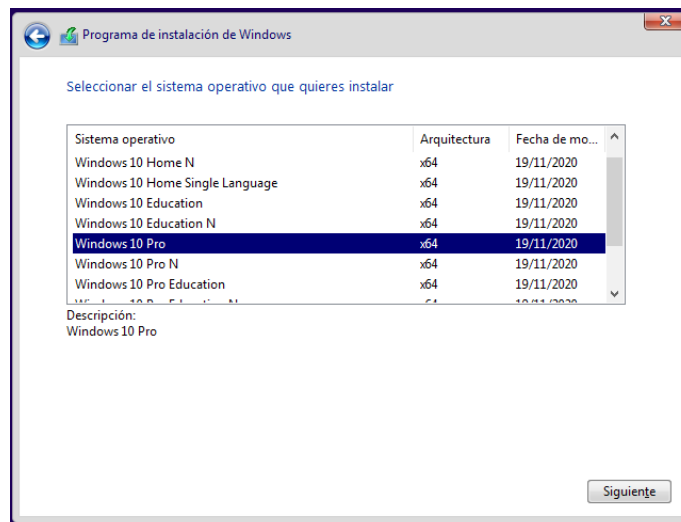 Programa de instalación de Windows
Seleccionar el sistema operativo que quieres instalar
Sistema operativo Arquitectura Fecha de mo...
Windows 10 Home N x64 19/11/2020
Windows 10 Home Single Language x64 19/11/2020
Windows 10 Education x64 19/11/2020
Windows 10 Education N x64 19/11/2020
Windows 10 Pro x64 19/11/2020
Windows 10 Pro N x64 19/11/2020
Windows 10 Pro Education x64 19/11/2020
Descripción:
Windows 10 Pro
Siguiente